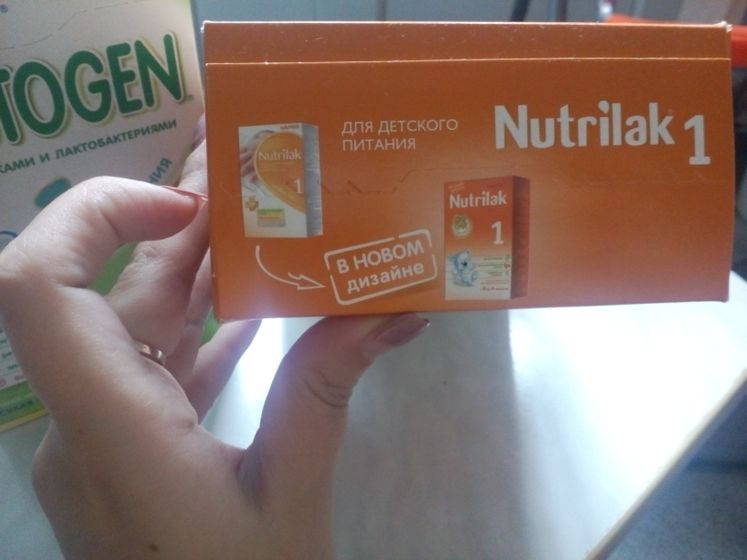 TOGEN
КАМИ И ЛАКТОБАКТЕРИЯМИ
ДЛЯ ДЕТСКОГО
ПИТАНИЯ
Nutrilak 1
Nutrilak
1
Nutrilak
1
В НОВОМ
дизайне